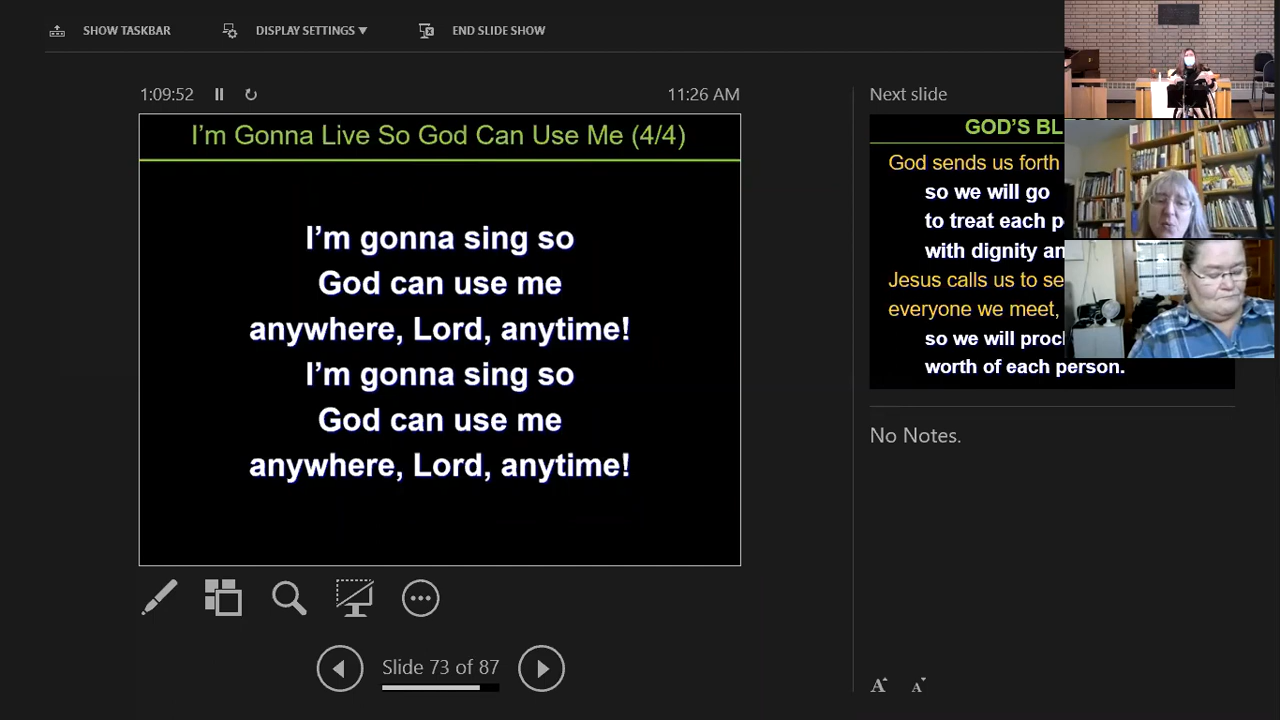 SHOW TASKBAR
DISPLAY SETTINGS ▾
END SLIDE SHOW
1:09:52
11:26 AM
I’m Gonna Live So God Can Use Me (4/4)
I’m gonna sing so
God can use me
anywhere, Lord, anytime!
I’m gonna sing so
God can use me
anywhere, Lord, anytime!
Slide 73 of 87
Next slide
GOD’S BL
God sends us forth
so we will go
to treat each p
with dignity an
Jesus calls us to se
everyone we meet,
so we will procl
worth of each person.
No Notes.
A A